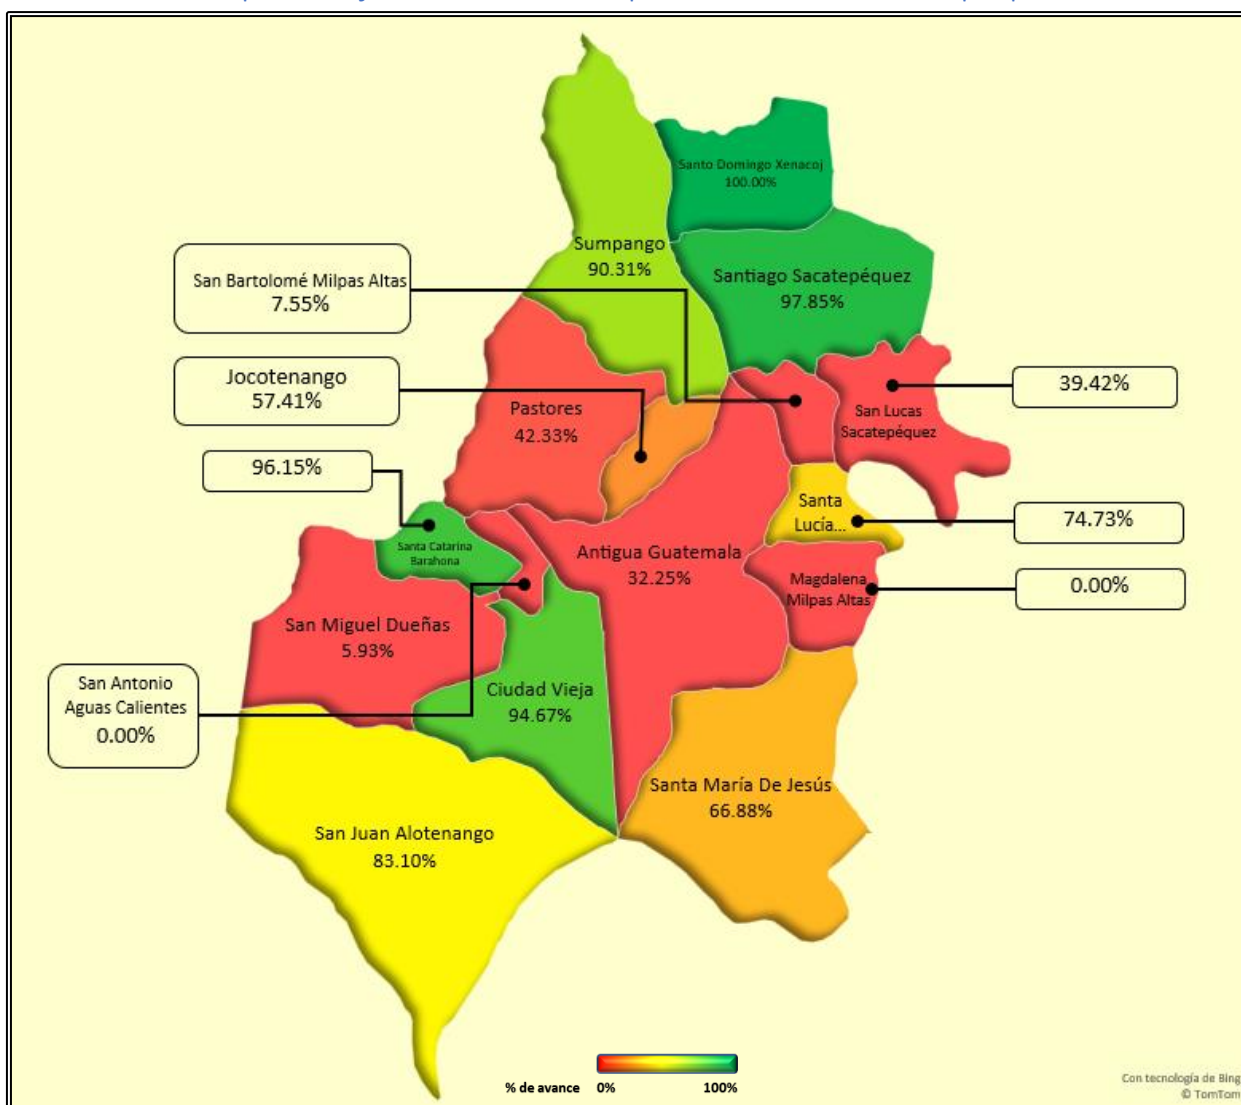 Santo Domingo Xenacoj
100.00%
Sumpango
90.31%
Santiago Sacatepéquez
97.85%
San Bartolomé Milpas Altas
7.55%
Jocotenango
57.41%
Pastores
42.33%
39.42%
San Lucas
Sacatepéquez
96.15%
Santa Catarina
Barahona
Santa
Lucía...
74.73%
Antigua Guatemala
32.25%
Magdalena
Milpas Altas
0.00%
San Miguel Dueñas
5.93%
San Antonio
Aguas Calientes
0.00%
Ciudad Vieja
94.67%
Santa María De Jesús
66.88%
San Juan Alotenango
83.10%
% de avance 0% 100%
Con tecnología de Bing
© TomTom